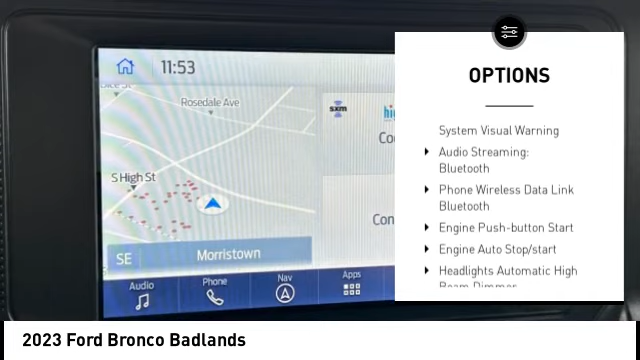 11:53
Rosedale Ave
S High St
SE
Morristown
Audio
Phone
Nav
Apps
sxm
OPTIONS
System Visual Warning
Audio Streaming:
Bluetooth
Phone Wireless Data Link
Bluetooth
Engine Push-button Start
Engine Auto Stop/start
Headlights Automatic High
Beam Dimmer
2023 Ford Bronco Badlands